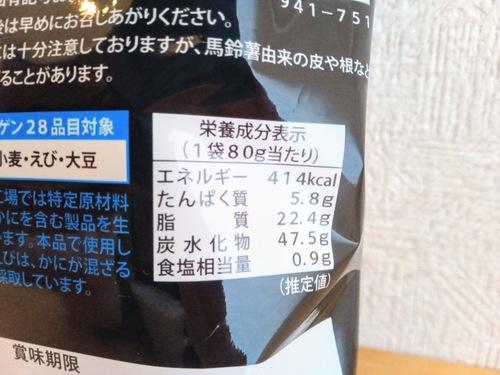 941-751
後は早めにお召しあがりください。
には十分注意しておりますが、馬鈴薯由来の皮や根など
ることがあります。
ゲン28品目対象
小麦・えび・大豆
工場では特定原材料
かにを含む製品を生
ます。本品で使用し
えびは、かにが混ざる
採取しています。
栄養成分表示
(1袋80g当たり)
エネルギー 414kcal
たんぱく質 5.8g
脂質 22.4g
炭水化物 47.5g
食塩相当量 0.9g
(推定値)
賞味期限